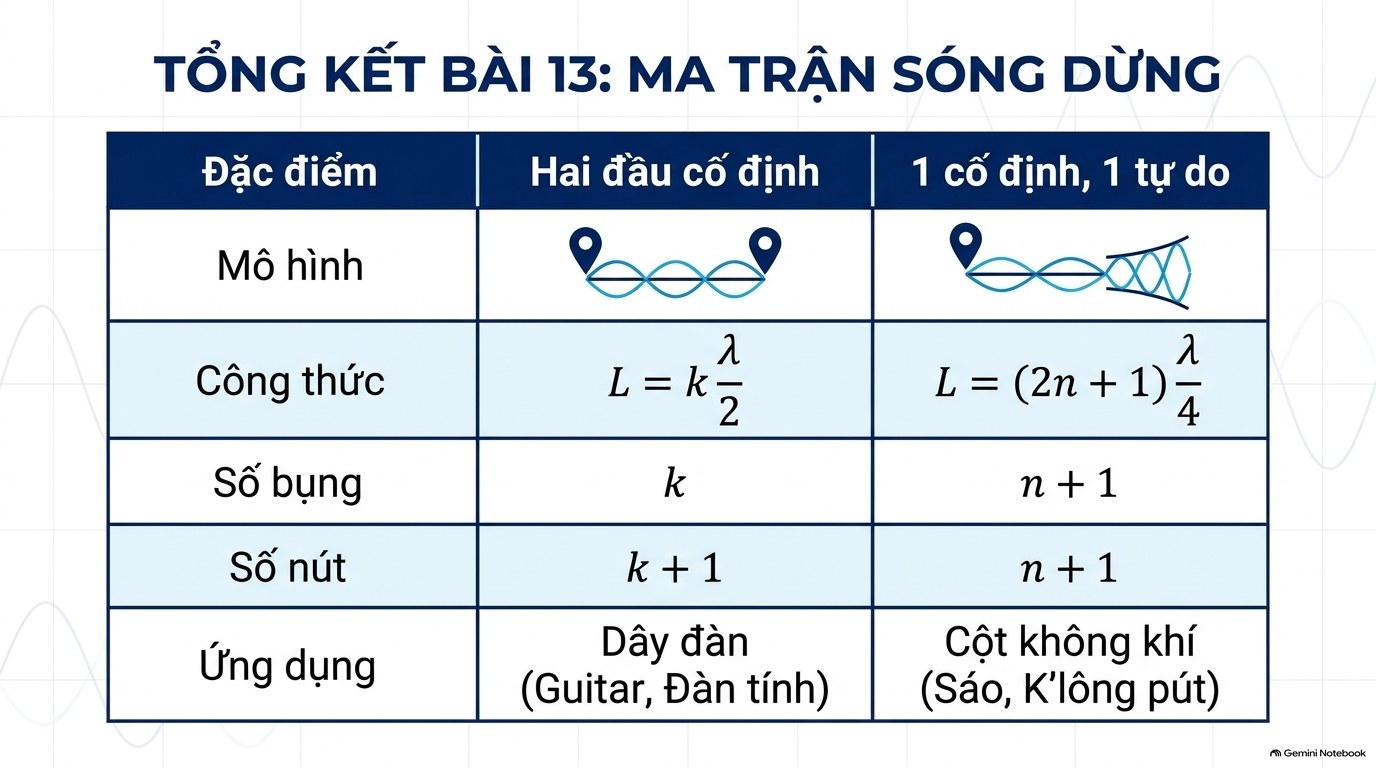 TỔNG KẾT BÀI 13: MA TRẬN SÓNG DỪNG
Đặc điểm
Hai đầu cố định
1 cố định, 1 tự do
Mô hình
Công thức
L = k λ/2
L = (2n + 1) λ/4
Số bụng
k
n + 1
Số nút
k + 1
n + 1
Ứng dụng
Dây đàn
(Guitar, Đàn tính)
Cột không khí
(Sáo, K'lông pút)
Gemini Notebook